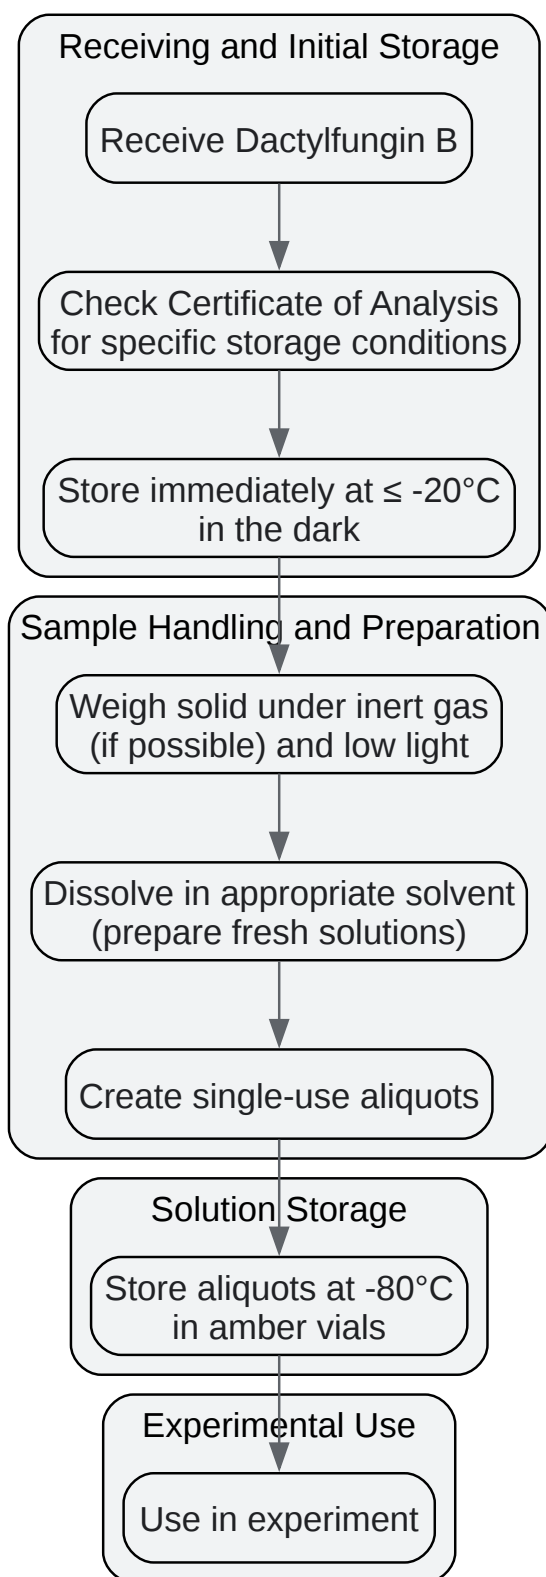 Receiving and Initial Storage
Receive Dactylfungin B
Check Certificate of Analysis
for specific storage conditions
Store immediately at ≤ -20°C
in the dark
Sample Handling and Preparation
Weigh solid under inert gas
(if possible) and low light
Dissolve in appropriate solvent
(prepare fresh solutions)
Create single-use aliquots
Solution Storage
Store aliquots at -80°C
in amber vials
Experimental Use
Use in experiment